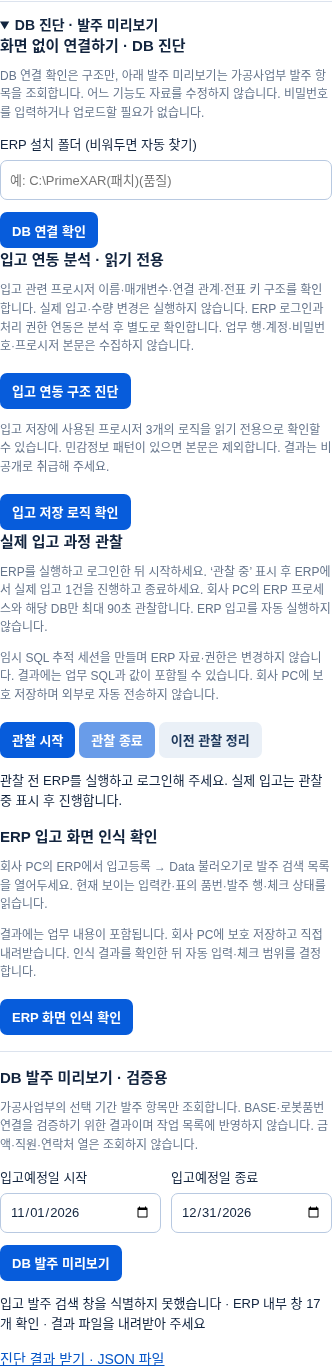 ▼ DB 진단 · 발주 미리보기
화면 없이 연결하기 · DB 진단
DB 연결 확인은 구조만, 아래 발주 미리보기는 가공사업부 발주 항
목을 조회합니다. 어느 기능도 자료를 수정하지 않습니다. 비밀번호
를 입력하거나 업로드할 필요가 없습니다.
ERP 설치 폴더 (비워두면 자동 찾기)
예: C:\PrimeXAR(패치)(품질)
DB 연결 확인
입고 연동 분석 · 읽기 전용
입고 관련 프로시저 이름·매개변수·연결 관계·전표 키 구조를 확인
합니다. 실제 입고·수량 변경은 실행하지 않습니다. ERP 로그인과
처리 권한 연동은 분석 후 별도로 확인합니다. 업무 행·계정·비밀번
호·프로시저 본문은 수집하지 않습니다.
입고 연동 구조 진단
입고 저장에 사용된 프로시저 3개의 로직을 읽기 전용으로 확인할
수 있습니다. 민감정보 패턴이 있으면 본문은 제외합니다. 결과는 비
공개로 취급해 주세요.
입고 저장 로직 확인
실제 입고 과정 관찰
ERP를 실행하고 로그인한 뒤 시작하세요. ‘관찰 중’ 표시 후 ERP에
서 실제 입고 1건을 진행하고 종료하세요. 회사 PC의 ERP 프로세
스와 해당 DB만 최대 90초 관찰합니다. ERP 입고를 자동 실행하지
않습니다.
임시 SQL 추적 세션을 만들며 ERP 자료·권한은 변경하지 않습니
다. 결과에는 업무 SQL과 값이 포함될 수 있습니다. 회사 PC에 보
호 저장하며 외부로 자동 전송하지 않습니다.
관찰 시작 관찰 종료 이전 관찰 정리
관찰 전 ERP를 실행하고 로그인해 주세요. 실제 입고는 관찰
중 표시 후 진행합니다.
ERP 입고 화면 인식 확인
회사 PC의 ERP에서 입고등록 → Data 불러오기로 발주 검색 목록
을 열어두세요. 현재 보이는 입력칸·표의 품번·발주 행·체크 상태를
읽습니다.
결과에는 업무 내용이 포함됩니다. 회사 PC에 보호 저장하고 직접
내려받습니다. 인식 결과를 확인한 뒤 자동 입력·체크 범위를 결정
합니다.
ERP 화면 인식 확인
DB 발주 미리보기 · 검증용
가공사업부의 선택 기간 발주 항목만 조회합니다. BASE·로봇품번
연결을 검증하기 위한 결과이며 작업 목록에 반영하지 않습니다. 금
액·직원·연락처 열은 조회하지 않습니다.
입고예정일 시작 입고예정일 종료
11/01/2026 12/31/2026
DB 발주 미리보기
입고 발주 검색 창을 식별하지 못했습니다 · ERP 내부 창 17
개 확인 · 결과 파일을 내려받아 주세요
진단 결과 받기 · JSON 파일